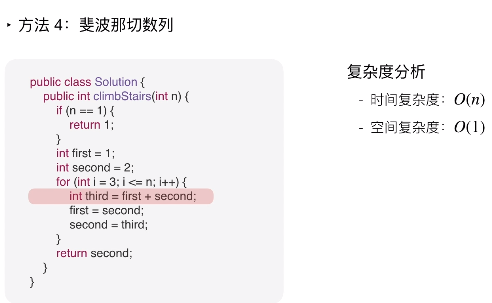 ‣ 方法 4：斐波那切数列
public class Solution {
public int climbStairs(int n) {
if (n == 1) {
return 1;
}
int first = 1;
int second = 2;
for (int i = 3; i <= n; i++) {
int third = first + second;
first = second;
second = third;
}
return second;
}
}
复杂度分析
- 时间复杂度：O(n)
- 空间复杂度：O(1)